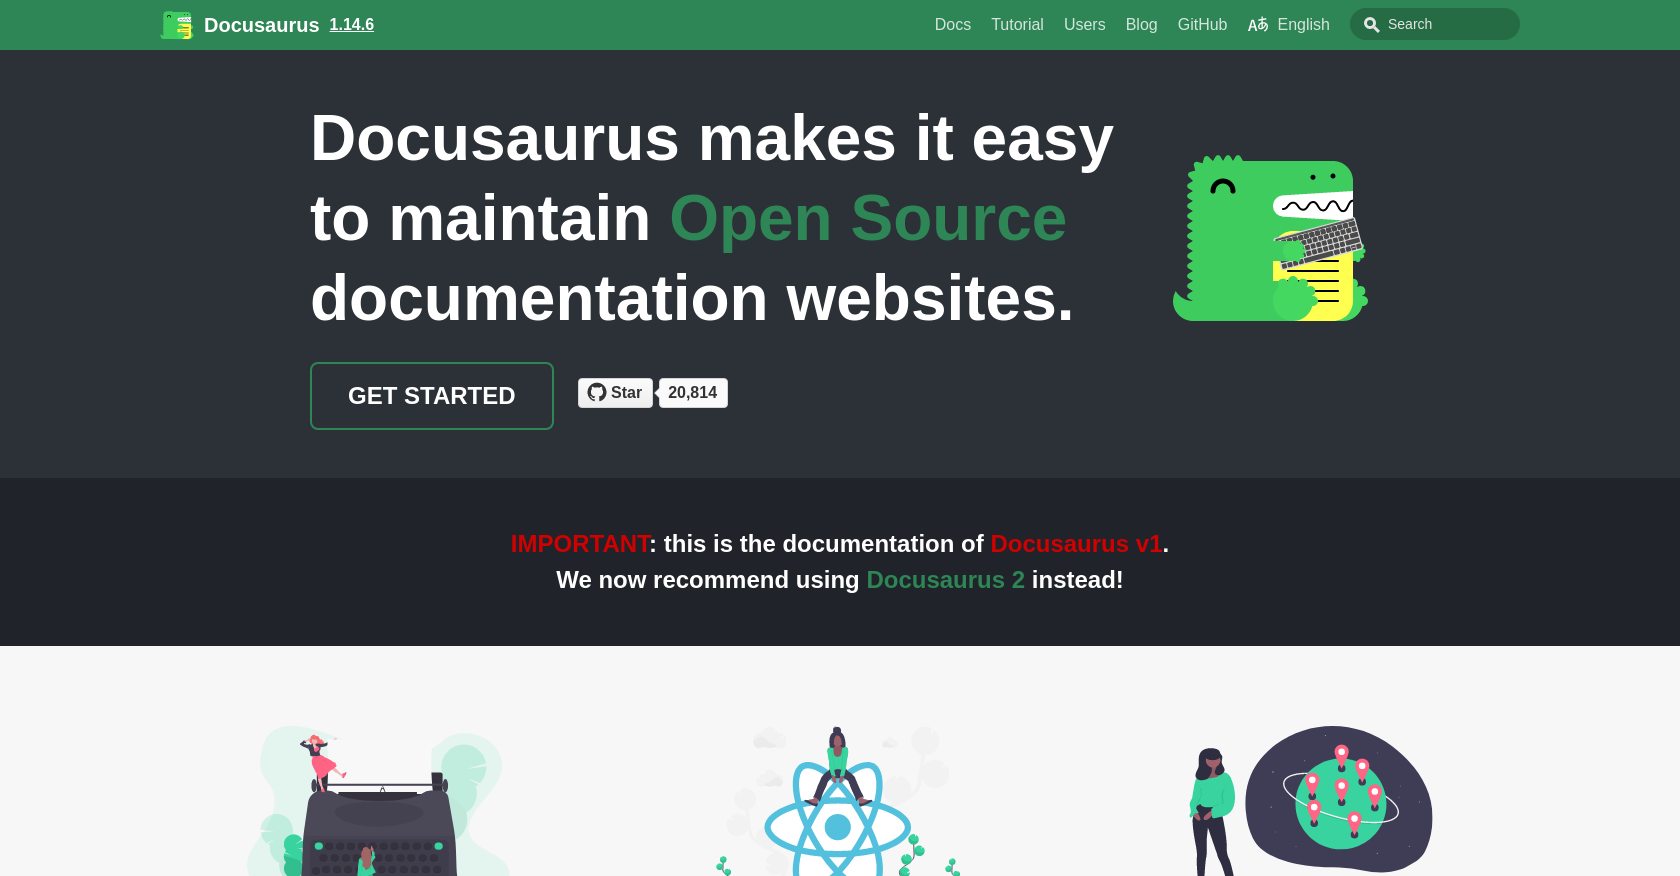 Docusaurus 1.14.6
Docs Tutorial Users Blog GitHub English Search
Docusaurus makes it easy
to maintain Open Source
documentation websites.
GET STARTED
Star 20,814
IMPORTANT: this is the documentation of Docusaurus v1.
We now recommend using Docusaurus 2 instead!